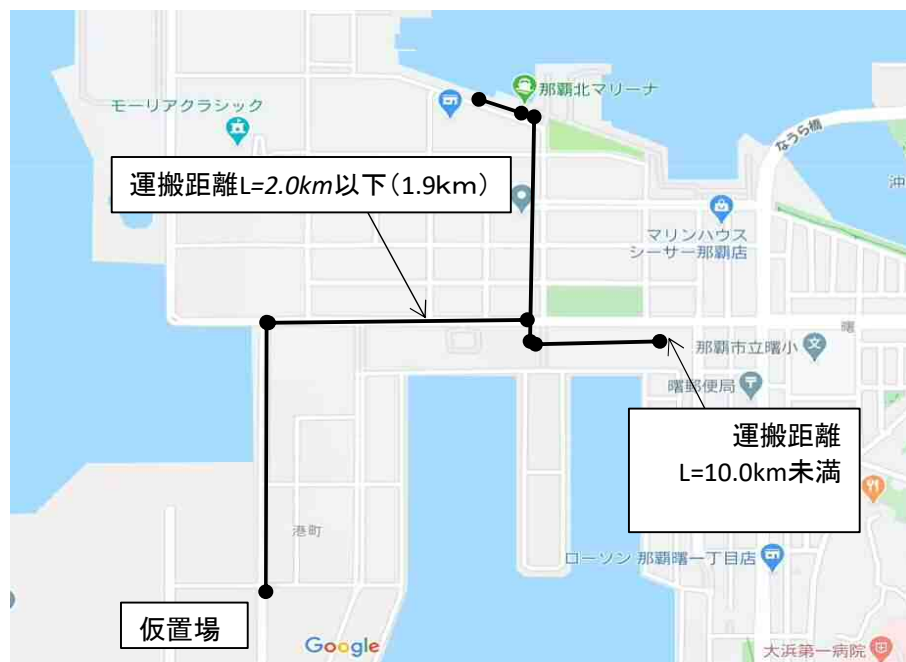 那覇北マリーナ
モーリアクラシック
なうら橋
運搬距離L=2.0km以下（1.9km）
沖
マリンハウス
シーサー那覇店
曙
那覇市立曙小
文
曙郵便局
運搬距離
L=10.0km未満
港町
ローソン 那覇曙一丁目店
仮置場
Google
大浜第一病院